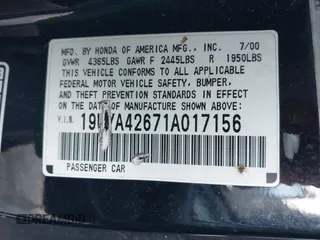 MFD. BY HONDA OF AMERICA MFG., INC. 7/00
GVWR 4365LBS GAWR F 2445LBS R 1950LBS
THIS VEHICLE CONFORMS TO ALL APPLICABLE
FEDERAL MOTOR VEHICLE SAFETY, BUMPER,
AND THEFT PREVENTION STANDARDS IN EFFECT
ON THE DATE OF MANUFACTURE SHOWN ABOVE.
V.I.N. YA42671A017156
PASSENGER CAR